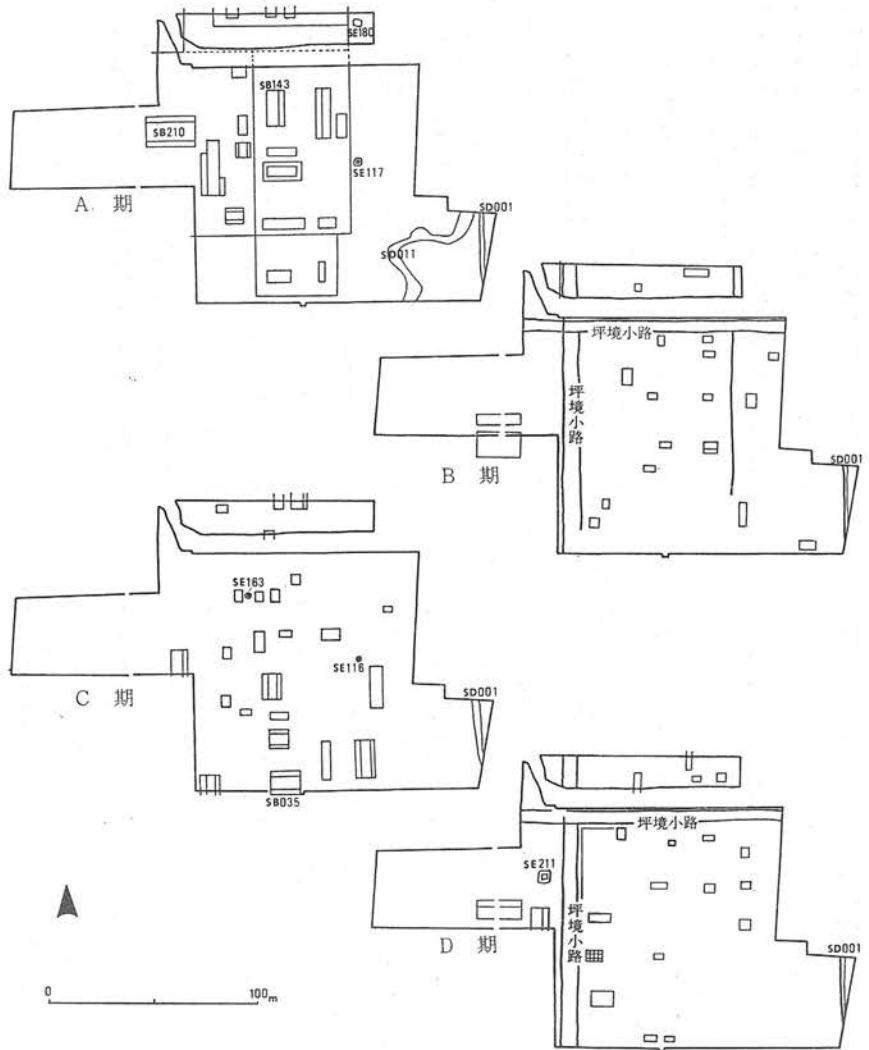 SE180
SB143
SB210
SE117
A 期
SD001
SD011
坪境小路
坪境小路
SD001
B 期
SE163
SE116
C 期
SD001
SB035
坪境小路
SE211
坪境小路
D 期
SD001
0 100m